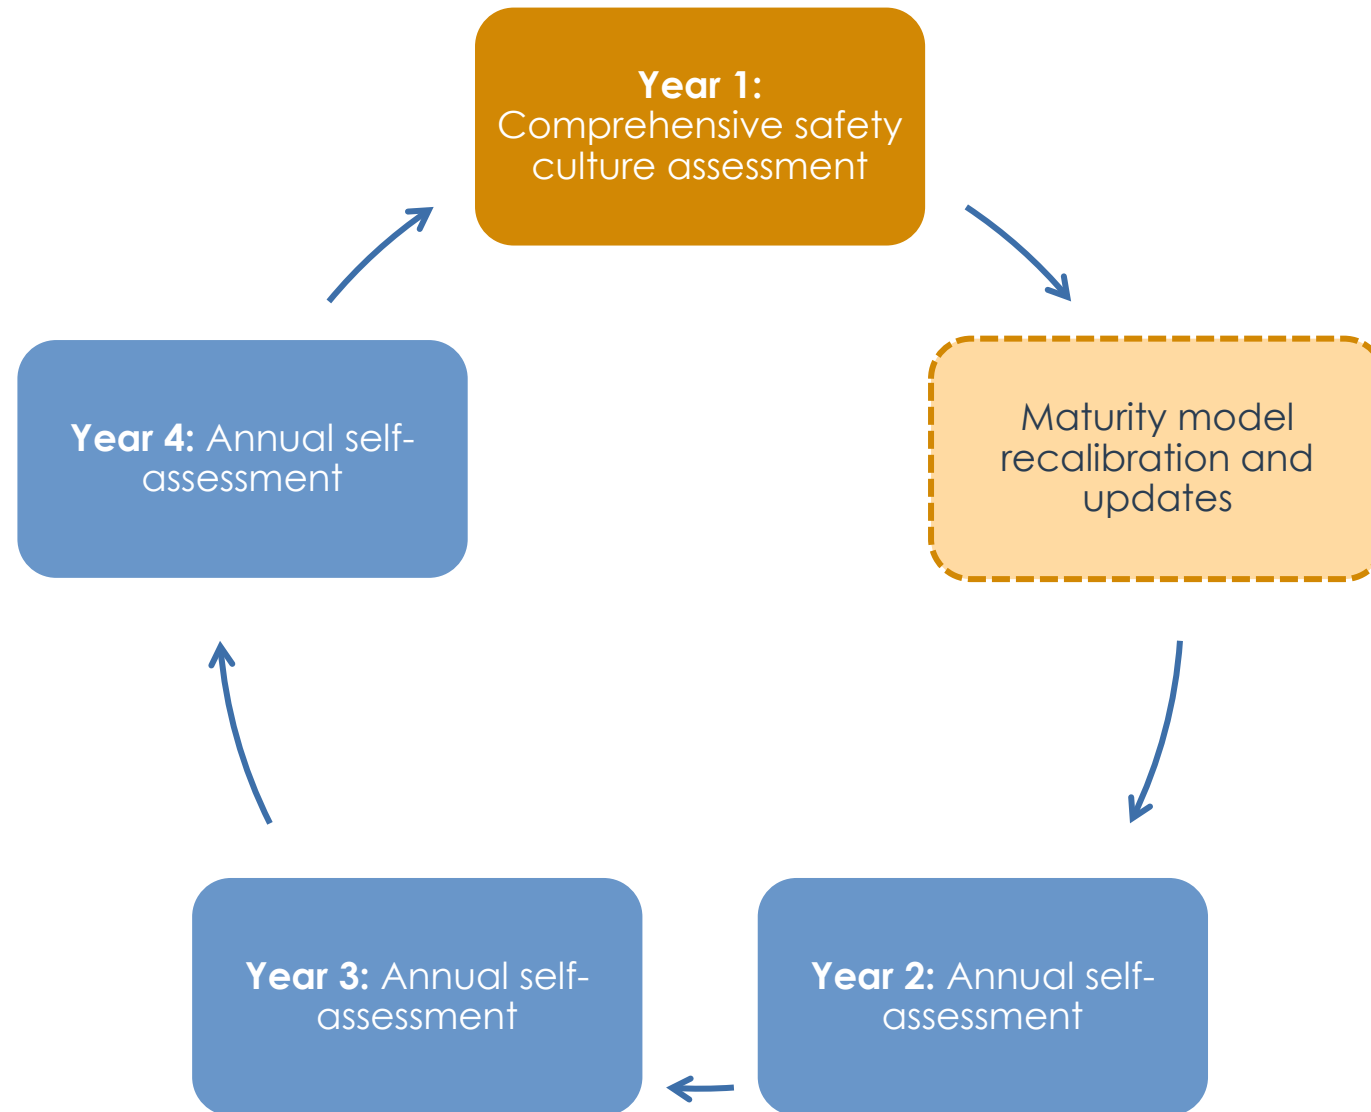 Year 1:
Comprehensive safety
culture assessment
Maturity model
recalibration and
updates
Year 2: Annual self-
assessment
Year 3: Annual self-
assessment
Year 4: Annual self-
assessment